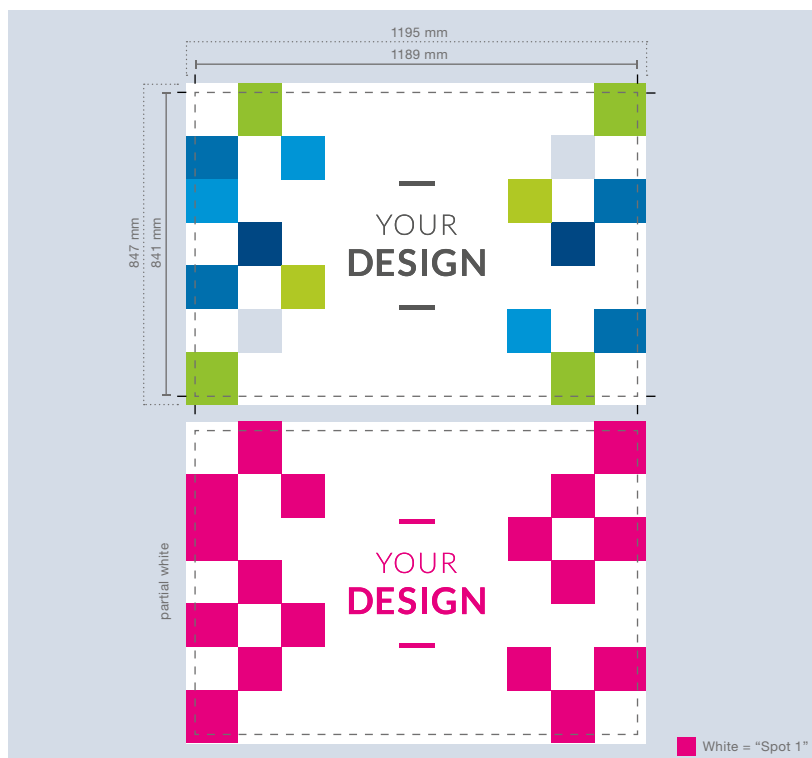 1195 mm
1189 mm
847 mm
841 mm
YOUR
DESIGN
partial white
YOUR
DESIGN
White = “Spot 1”